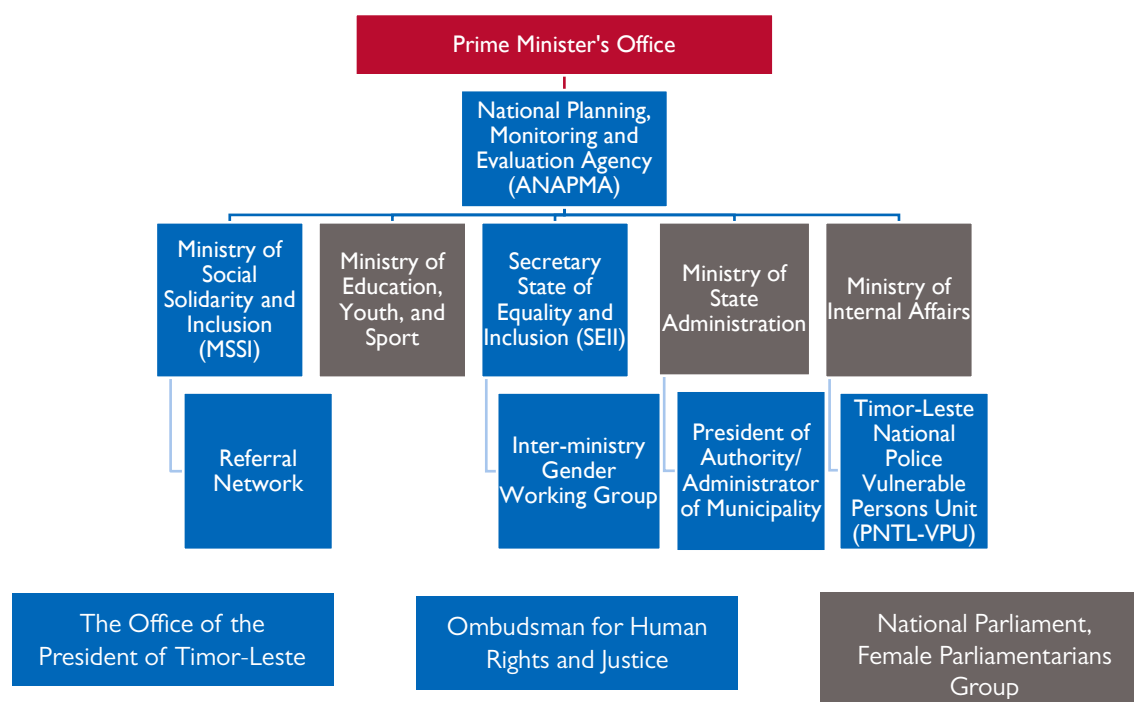 Prime Minister's Office
National Planning,
Monitoring and
Evaluation Agency
(ANAPMA)
Ministry of
Social
Solidarity and
Inclusion
(MSSI)
Ministry of
Education,
Youth, and
Sport
Secretary
State of
Equality and
Inclusion (SEII)
Ministry of
State
Administration
Ministry of
Internal Affairs
Referral
Network
Inter-ministry
Gender
Working Group
President of
Authority/
Administrator
of Municipality
Timor-Leste
National
Police
Vulnerable
Persons Unit
(PNTL-VPU)
The Office of the
President of Timor-Leste
Ombudsman for Human
Rights and Justice
National Parliament,
Female Parliamentarians
Group